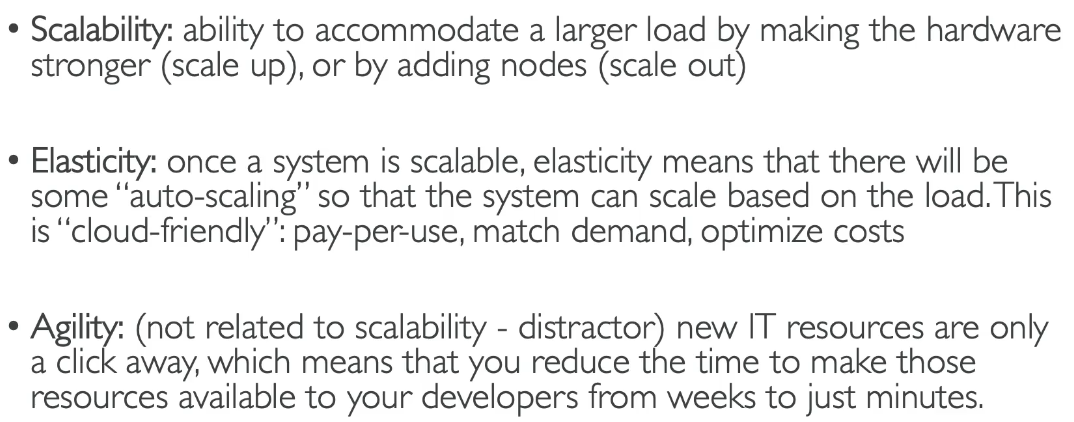 • Scalability: ability to accommodate a larger load by making the hardware
stronger (scale up), or by adding nodes (scale out)
• Elasticity: once a system is scalable, elasticity means that there will be
some “auto-scaling” so that the system can scale based on the load. This
is “cloud-friendly”: pay-per-use, match demand, optimize costs
• Agility: (not related to scalability - distractor) new IT resources are only
a click away, which means that you reduce the time to make those
resources available to your developers from weeks to just minutes.